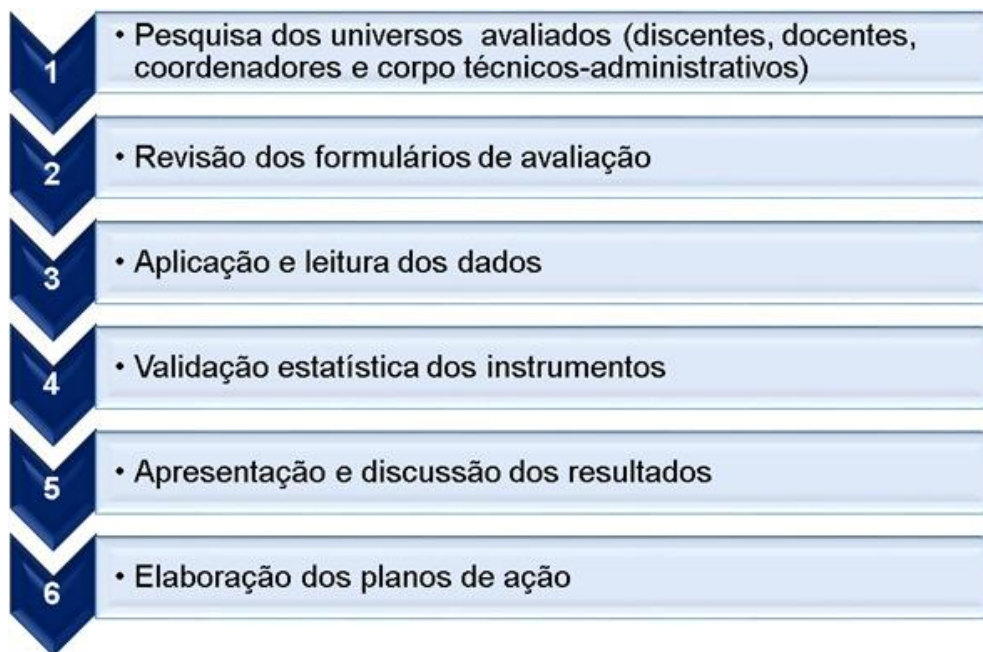 1
• Pesquisa dos universos avaliados (discentes, docentes,
coordenadores e corpo técnicos-administrativos)
2
• Revisão dos formulários de avaliação
3
• Aplicação e leitura dos dados
4
• Validação estatística dos instrumentos
5
• Apresentação e discussão dos resultados
6
• Elaboração dos planos de ação